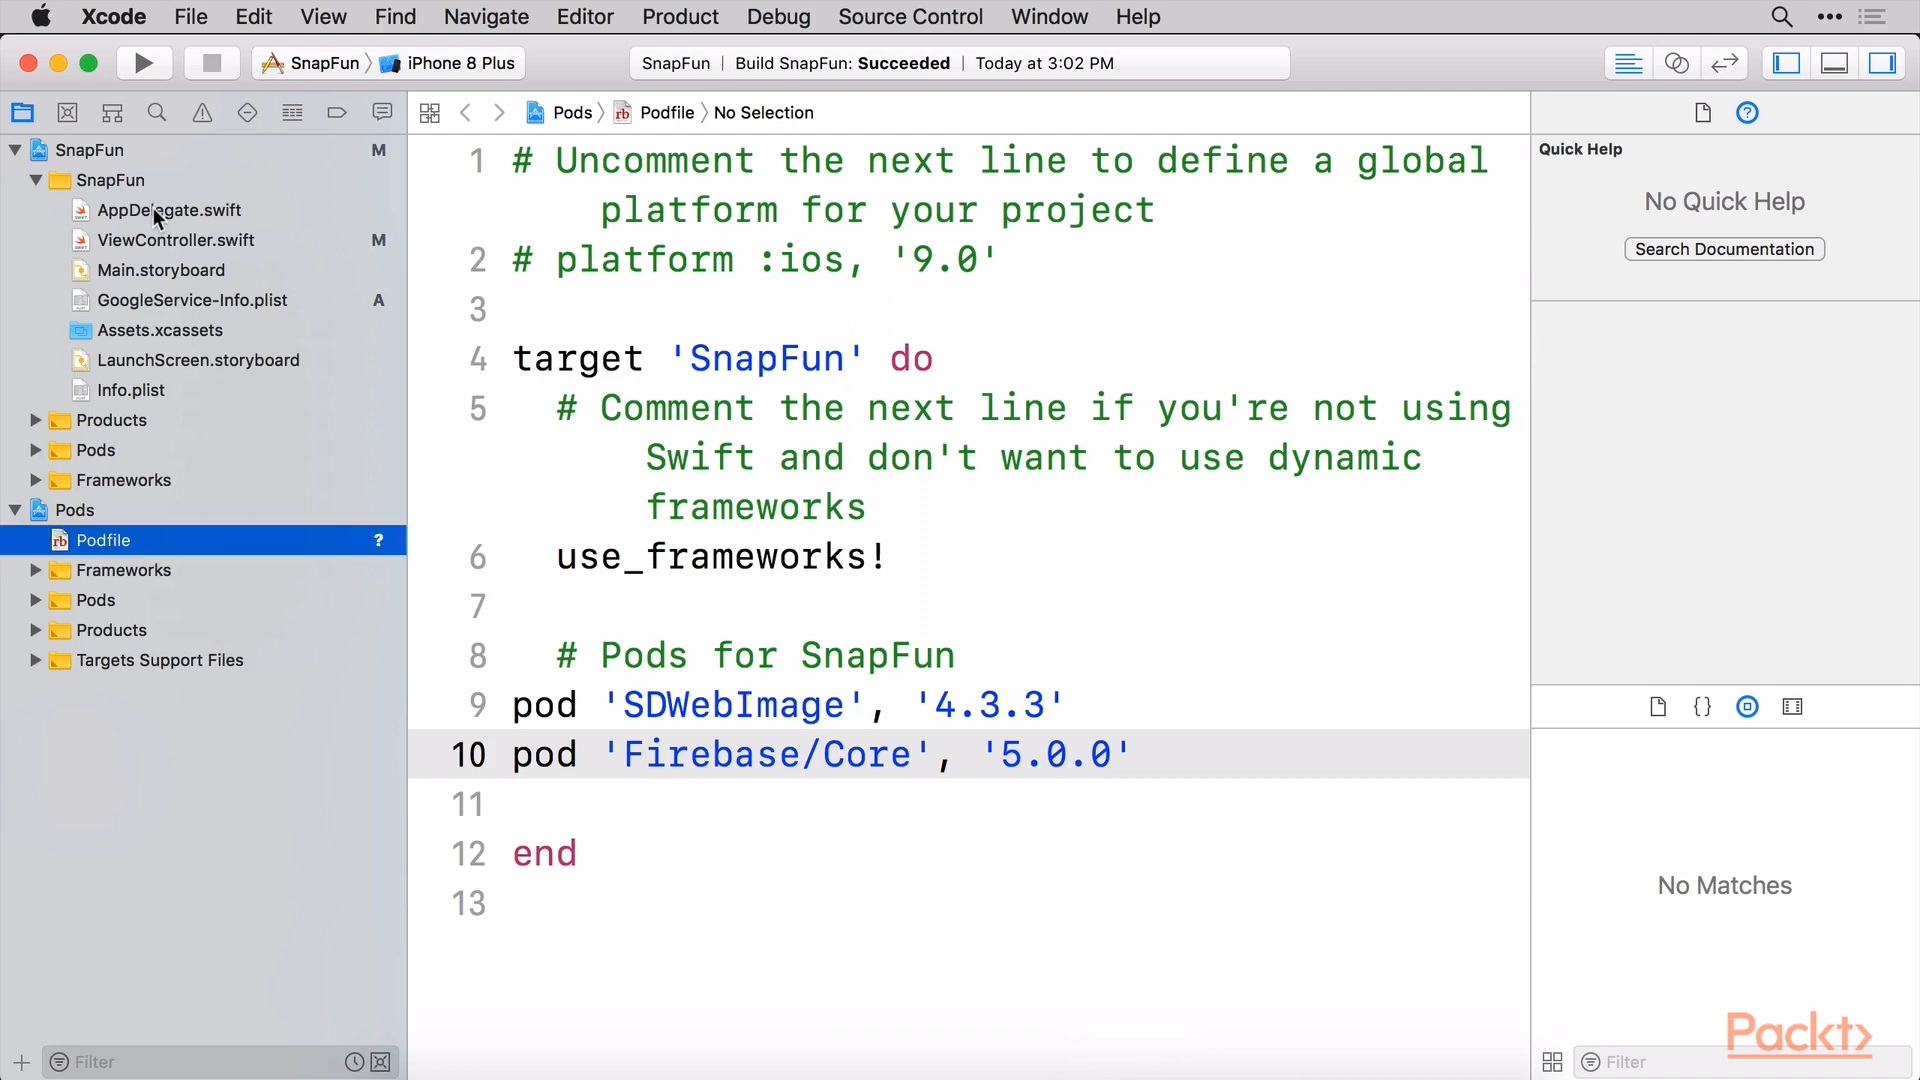 Xcode File Edit View Find Navigate Editor Product Debug Source Control Window Help
SnapFun iPhone 8 Plus
SnapFun | Build SnapFun: Succeeded | Today at 3:02 PM
Pods Podfile No Selection
SnapFun M
SnapFun
AppDelegate.swift
ViewController.swift M
Main.storyboard
GoogleService-Info.plist A
Assets.xcassets
LaunchScreen.storyboard
Info.plist
Products
Pods
Frameworks
Pods
rb Podfile ?
Frameworks
Pods
Products
Targets Support Files
Filter
1 # Uncomment the next line to define a global
platform for your project
2 # platform :ios, '9.0'
3
4 target 'SnapFun' do
5 # Comment the next line if you're not using
Swift and don't want to use dynamic
frameworks
6 use_frameworks!
7
8 # Pods for SnapFun
9 pod 'SDWebImage', '4.3.3'
10 pod 'Firebase/Core', '5.0.0'
11
12 end
13
Quick Help
No Quick Help
Search Documentation
No Matches
Packt>
Filter